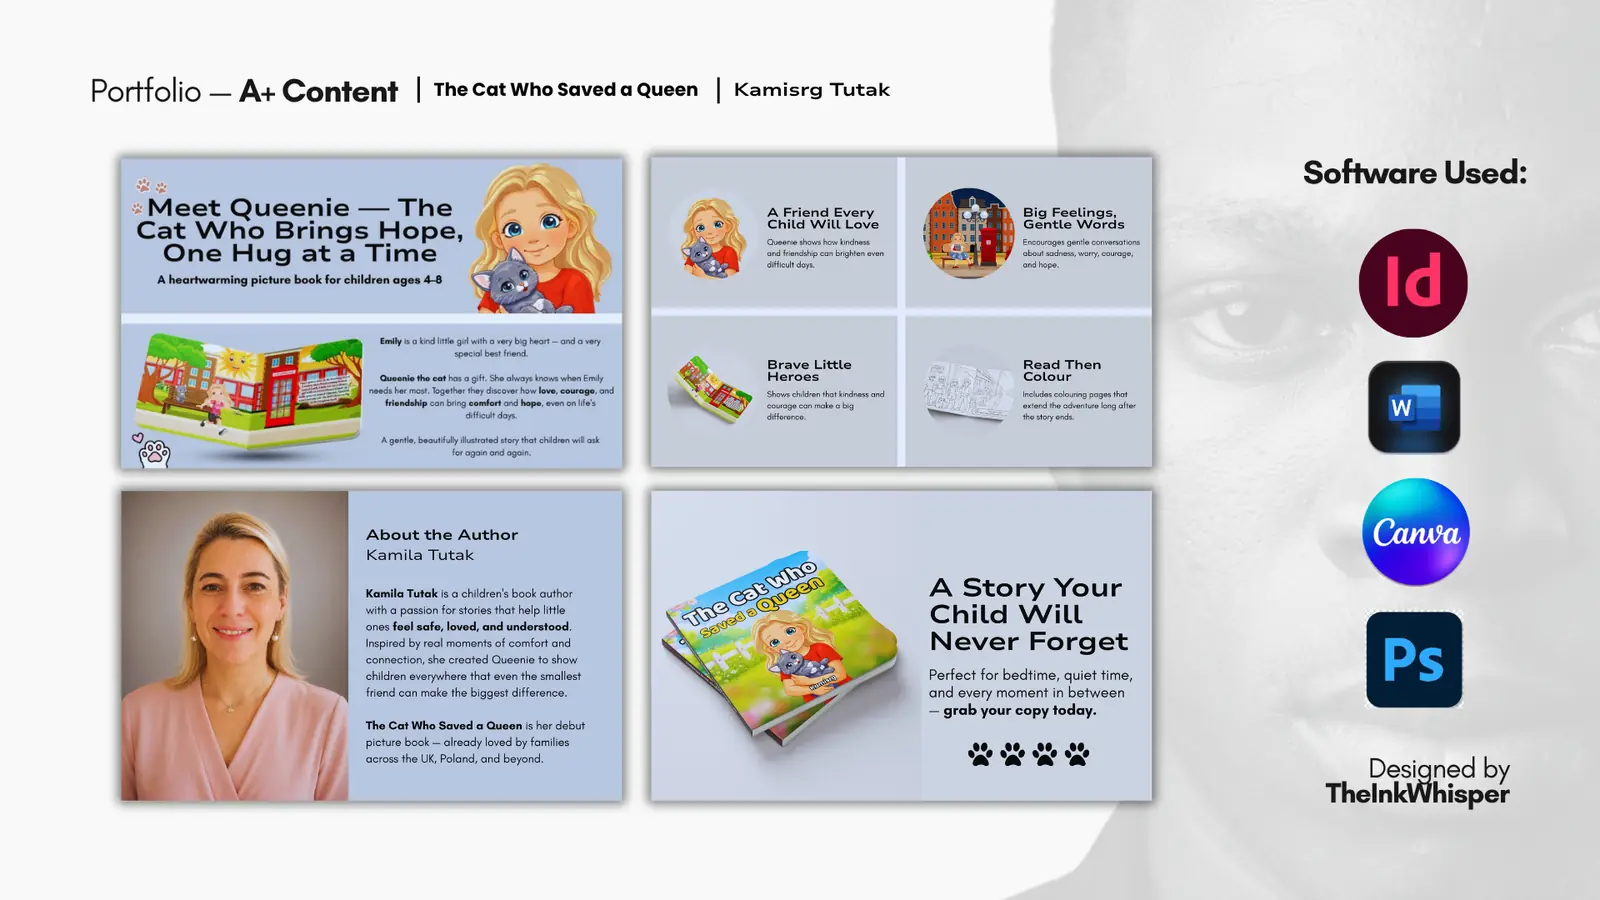 Portfolio — A+ Content | The Cat Who Saved a Queen | Kamisrg Tutak
Meet Queenie — The
Cat Who Brings Hope,
One Hug at a Time
A heartwarming picture book for children ages 4–8
Emily is a kind little girl with a very big heart — and a very
special best friend.
Queenie the cat has a gift. She always knows when Emily
needs her most. Together they discover how love, courage, and
friendship can bring comfort and hope, even on life's
difficult days.
A gentle, beautifully illustrated story that children will ask
for again and again.
A Friend Every
Child Will Love
Queenie shows how kindness
and friendship can brighten even
difficult days.
Big Feelings,
Gentle Words
Encourages gentle conversations
about sadness, worry, courage,
and hope.
Brave Little
Heroes
Shows children that kindness and
courage can make a big
difference.
Read Then
Colour
Includes colouring pages that
extend the adventure long after
the story ends.
About the Author
Kamila Tutak
Kamila Tutak is a children's book author
with a passion for stories that help little
ones feel safe, loved, and understood.
Inspired by real moments of comfort and
connection, she created Queenie to show
children everywhere that even the smallest
friend can make the biggest difference.
The Cat Who Saved a Queen is her debut
picture book — already loved by families
across the UK, Poland, and beyond.
The Cat Who
Saved a Queen
Kamisrg
A Story Your
Child Will
Never Forget
Perfect for bedtime, quiet time,
and every moment in between
— grab your copy today.
Software Used:
Id
W
Canva
Ps
Designed by
TheInkWhisper